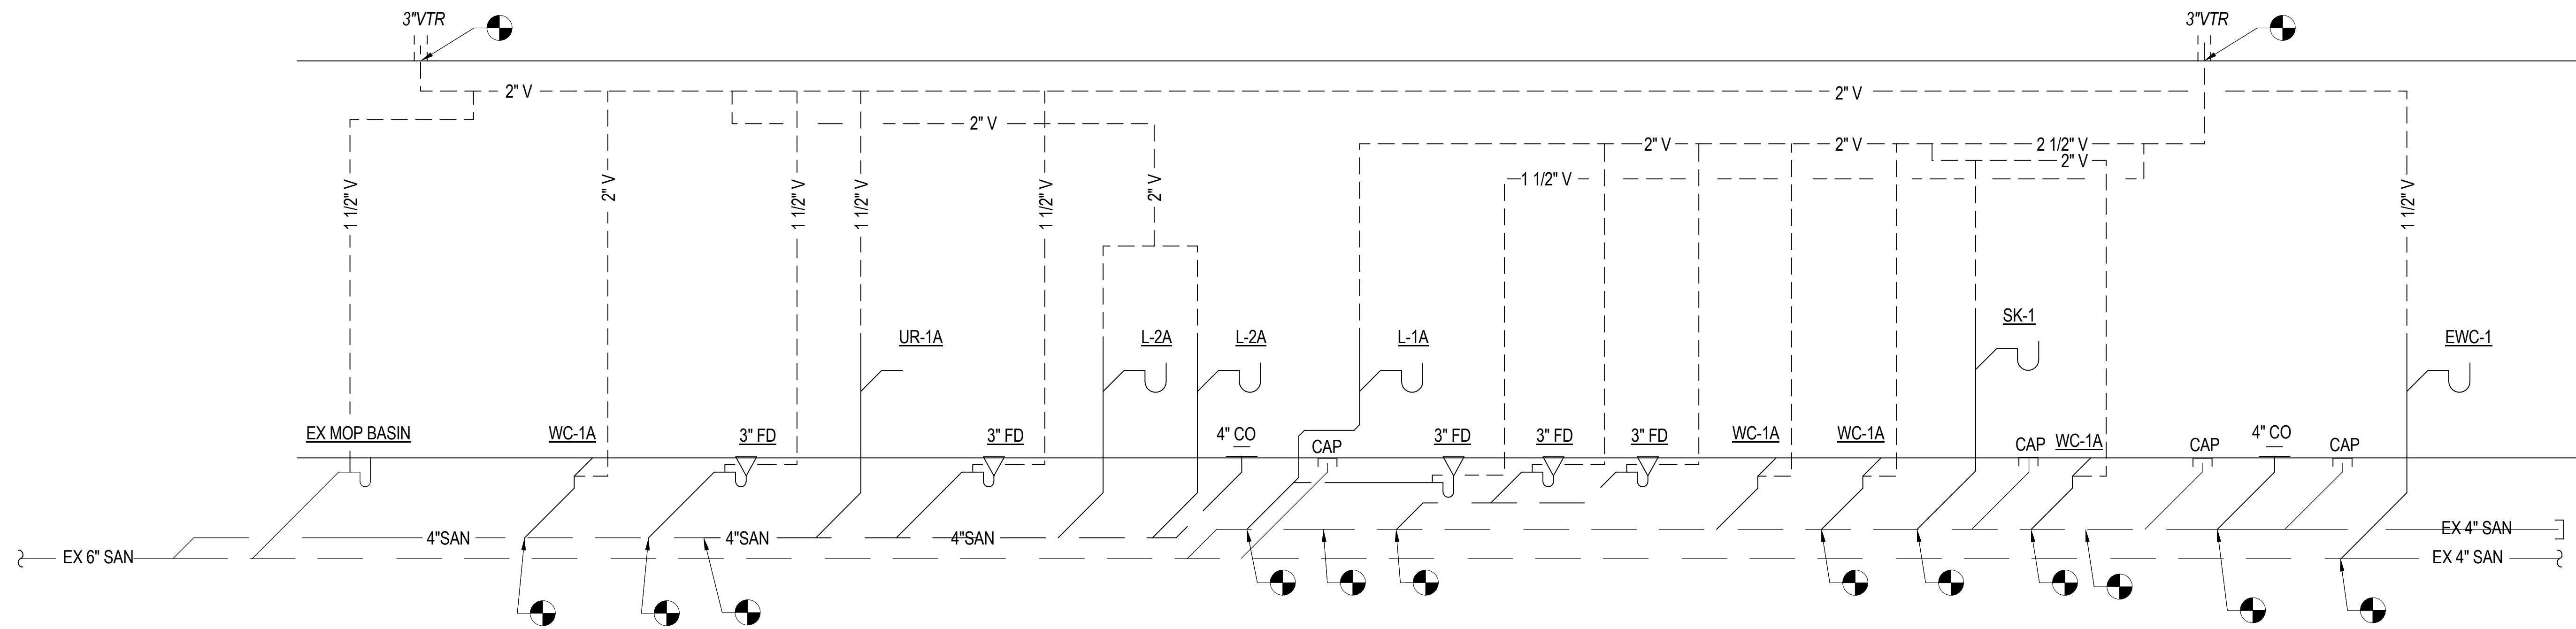 3"VTR
3"VTR
2" V
2" V
2" V
2" V
2" V
2 1/2" V
2" V
1 1/2" V
1 1/2" V
2" V
1 1/2" V
1 1/2" V
1 1/2" V
2" V
1 1/2" V
SK-1
UR-1A
L-2A
L-2A
L-1A
EWC-1
EX MOP BASIN
WC-1A
3" FD
3" FD
4" CO
CAP
3" FD
3" FD
3" FD
WC-1A
WC-1A
CAP
WC-1A
CAP
4" CO
CAP
4"SAN
4"SAN
4"SAN
EX 4" SAN
EX 6" SAN
EX 4" SAN